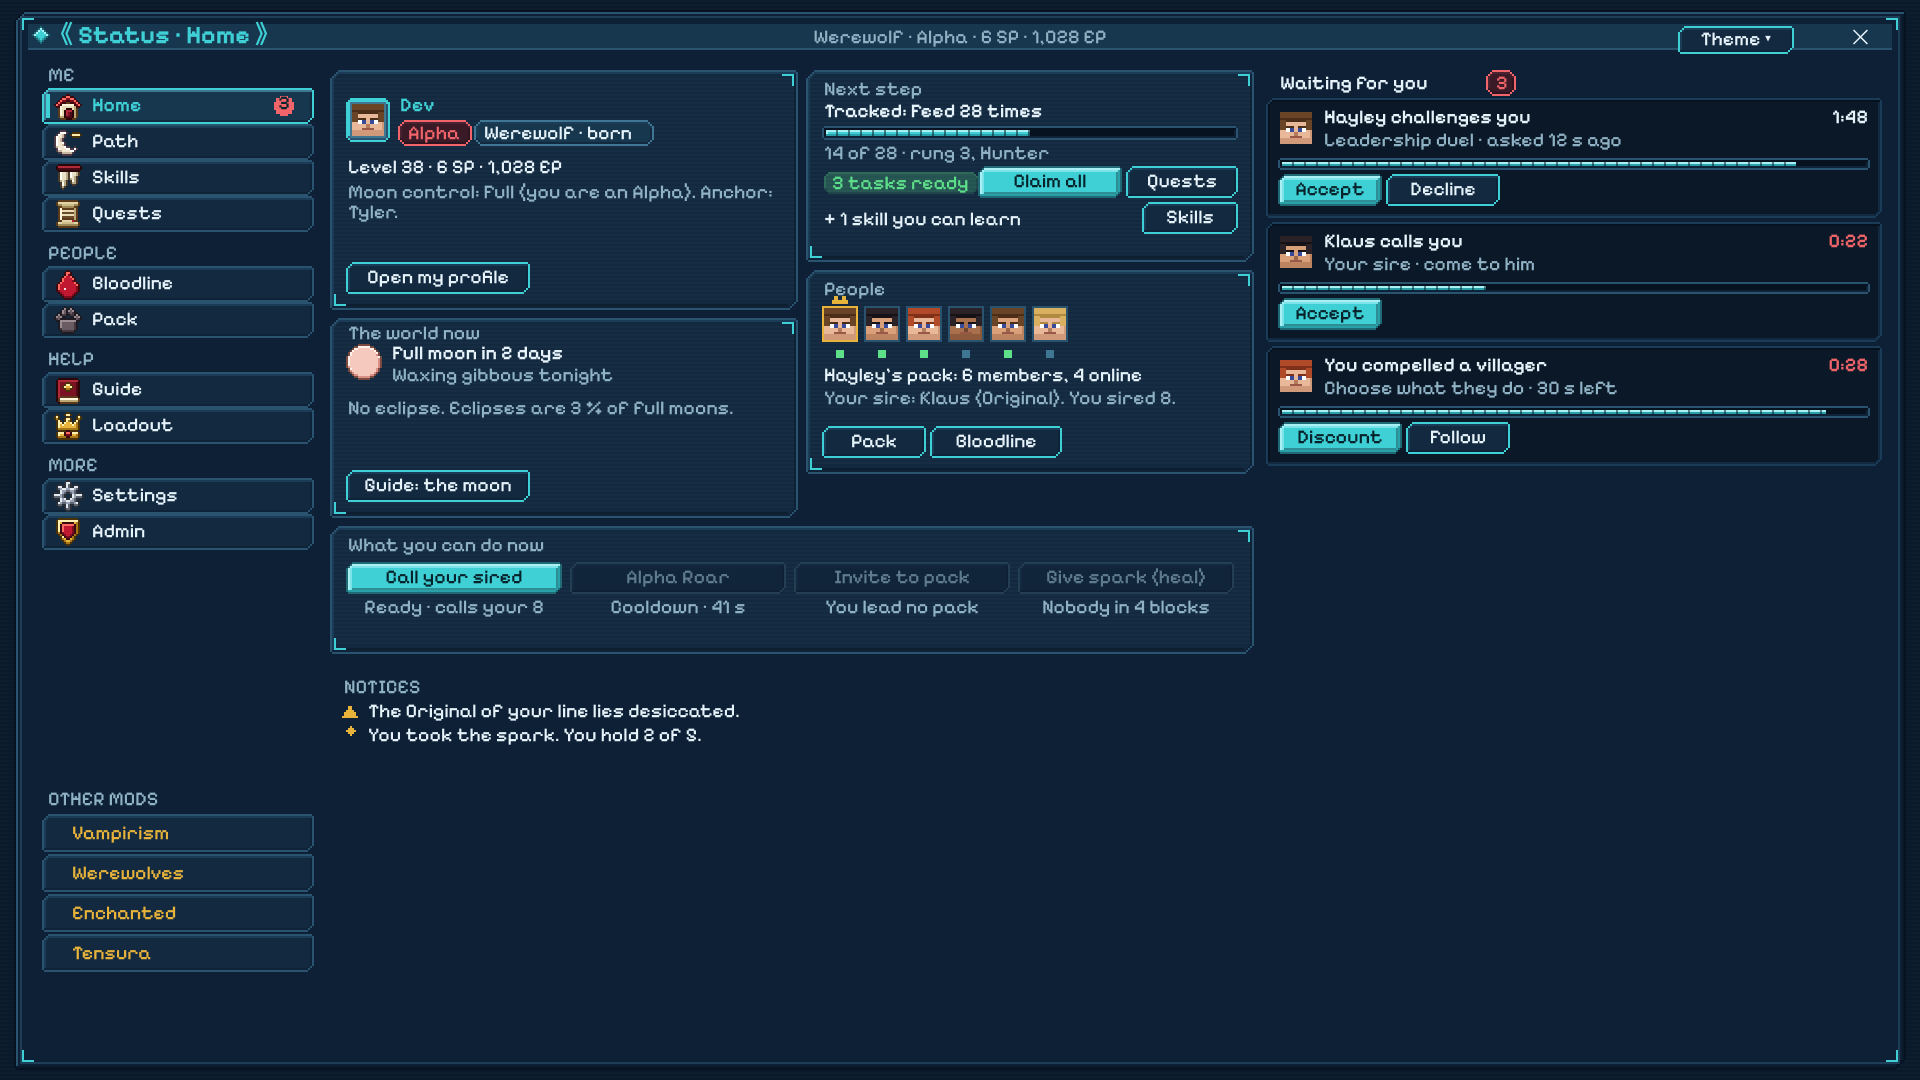 《Status · Home》
Werewolf · Alpha · 6 SP · 1,028 EP
Theme
ME
Home 3
Path
Skills
Quests
PEOPLE
Bloodline
Pack
HELP
Guide
Loadout
MORE
Settings
Admin
OTHER MODS
Vampirism
Werewolves
Enchanted
Tensura
Dev
Alpha Werewolf · born
Level 38 · 6 SP · 1,028 EP
Moon control: Full (you are an Alpha). Anchor:
Tyler.
Open my profile
The world now
Full moon in 2 days
Waxing gibbous tonight
No eclipse. Eclipses are 3 % of full moons.
Guide: the moon
Next step
Tracked: Feed 28 times
14 of 28 · rung 3, Hunter
3 tasks ready Claim all Quests
+ 1 skill you can learn Skills
People
Hayley's pack: 6 members, 4 online
Your sire: Klaus (Original). You sired 8.
Pack Bloodline
What you can do now
Call your sired Alpha Roar Invite to pack Give spark (heal)
Ready · calls your 8 Cooldown · 41 s You lead no pack Nobody in 4 blocks
NOTICES
The Original of your line lies desiccated.
You took the spark. You hold 2 of S.
Waiting for you 3
Hayley challenges you 1:48
Leadership duel · asked 12 s ago
Accept Decline
Klaus calls you 0:22
Your sire · come to him
Accept
You compelled a villager 0:28
Choose what they do · 30 s left
Discount Follow